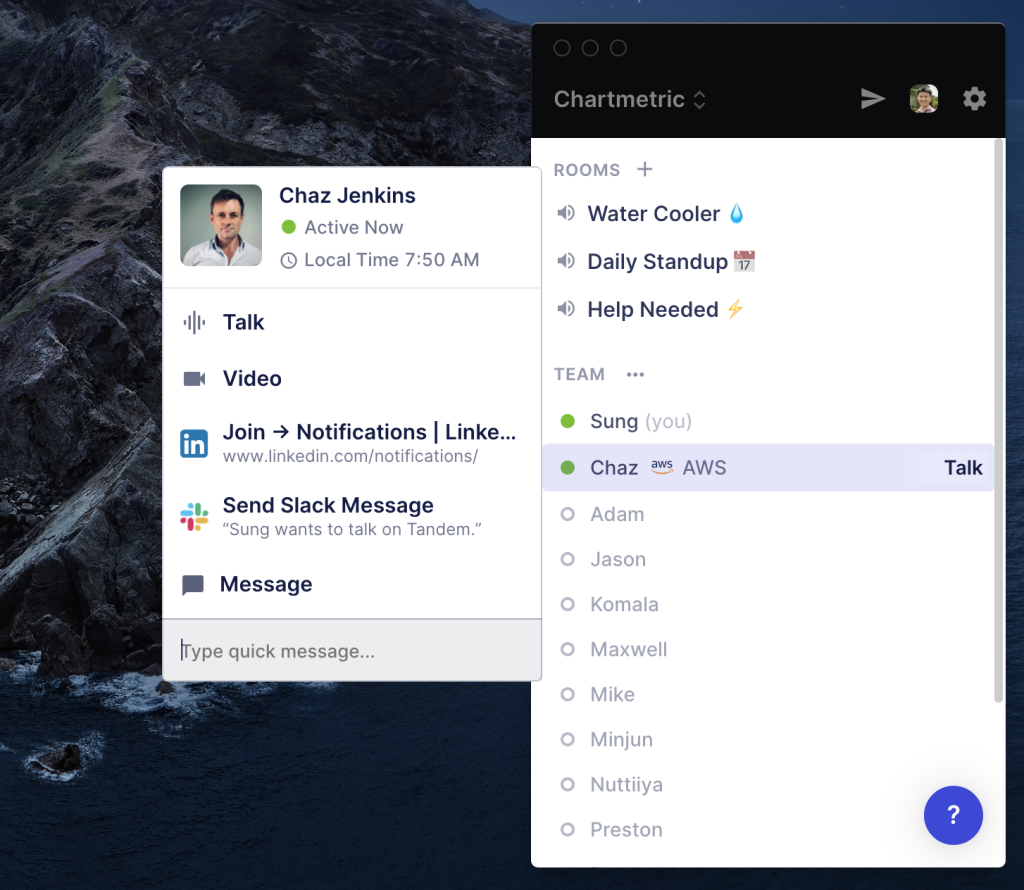 Chartmetric
Chaz Jenkins
Active Now
Local Time 7:50 AM
Talk
Video
Join → Notifications | Linke...
www.linkedin.com/notifications/
Send Slack Message
“Sung wants to talk on Tandem.”
Message
Type quick message...
ROOMS +
Water Cooler 💧
Daily Standup 📅 17
Help Needed ⚡
TEAM ...
Sung (you)
Chaz aws AWS Talk
Adam
Jason
Komala
Maxwell
Mike
Minjun
Nuttiiya
Preston
?